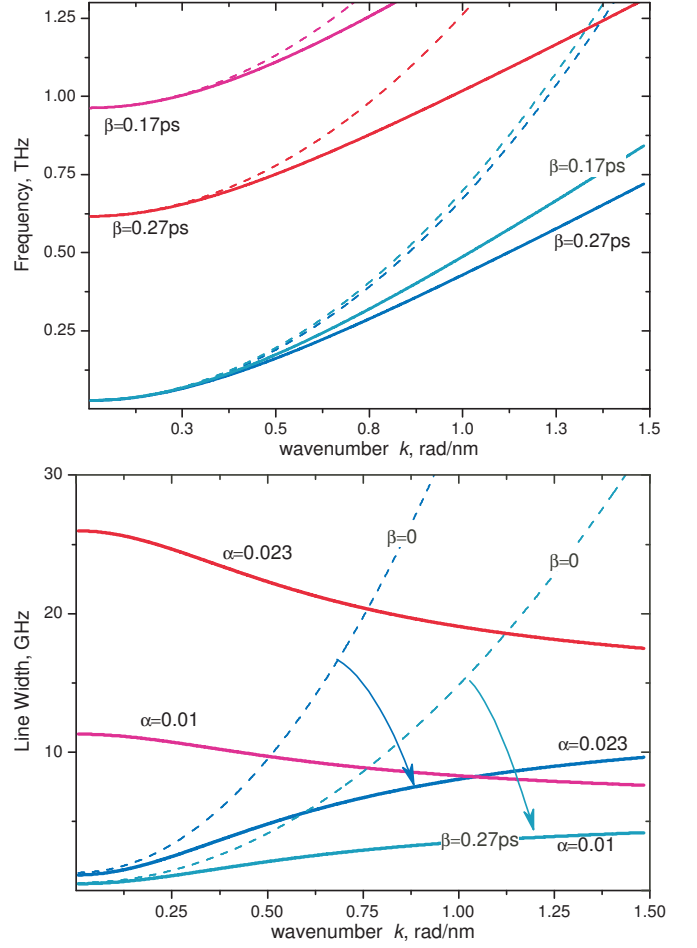 1.25
1.00
0.75
0.50
0.25
Frequency, THz
β=0.17ps
β=0.27ps
β=0.17ps
β=0.27ps
0.3 0.5 0.8 1.0 1.3 1.5
wavenumber k, rad/nm
30
20
10
Line Width, GHz
β=0
α=0.023
β=0
α=0.01
α=0.023
β=0.27ps
α=0.01
0.25 0.50 0.75 1.00 1.25 1.50
wavenumber k, rad/nm